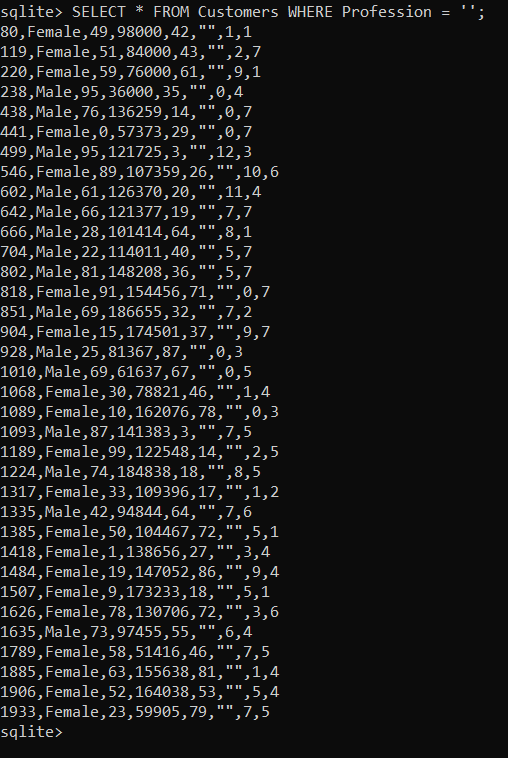 sqlite> SELECT * FROM Customers WHERE Profession = '';
80,Female,49,98000,42,"",1,1
119,Female,51,84000,43,"",2,7
220,Female,59,76000,61,"",9,1
238,Male,95,36000,35,"",0,4
438,Male,76,136259,14,"",0,7
441,Female,0,57373,29,"",0,7
499,Male,95,121725,3,"",12,3
546,Female,89,107359,26,"",10,6
602,Male,61,126370,20,"",11,4
642,Male,66,121377,19,"",7,7
666,Male,28,101414,64,"",8,1
704,Male,22,114011,40,"",5,7
802,Male,81,148208,36,"",5,7
818,Female,91,154456,71,"",0,7
851,Male,69,186655,32,"",7,2
904,Female,15,174501,37,"",9,7
928,Male,25,81367,87,"",0,3
1010,Male,69,61637,67,"",0,5
1068,Female,30,78821,46,"",1,4
1089,Female,10,162076,78,"",0,3
1093,Male,87,141383,3,"",7,5
1189,Female,99,122548,14,"",2,5
1224,Male,74,184838,18,"",8,5
1317,Female,33,109396,17,"",1,2
1335,Male,42,94844,64,"",7,6
1385,Female,50,104467,72,"",5,1
1418,Female,1,138656,27,"",3,4
1484,Female,19,147052,86,"",9,4
1507,Female,9,173233,18,"",5,1
1626,Female,78,130706,72,"",3,6
1635,Male,73,97455,55,"",6,4
1789,Female,58,51416,46,"",7,5
1885,Female,63,155638,81,"",1,4
1906,Female,52,164038,53,"",5,4
1933,Female,23,59905,79,"",7,5
sqlite>